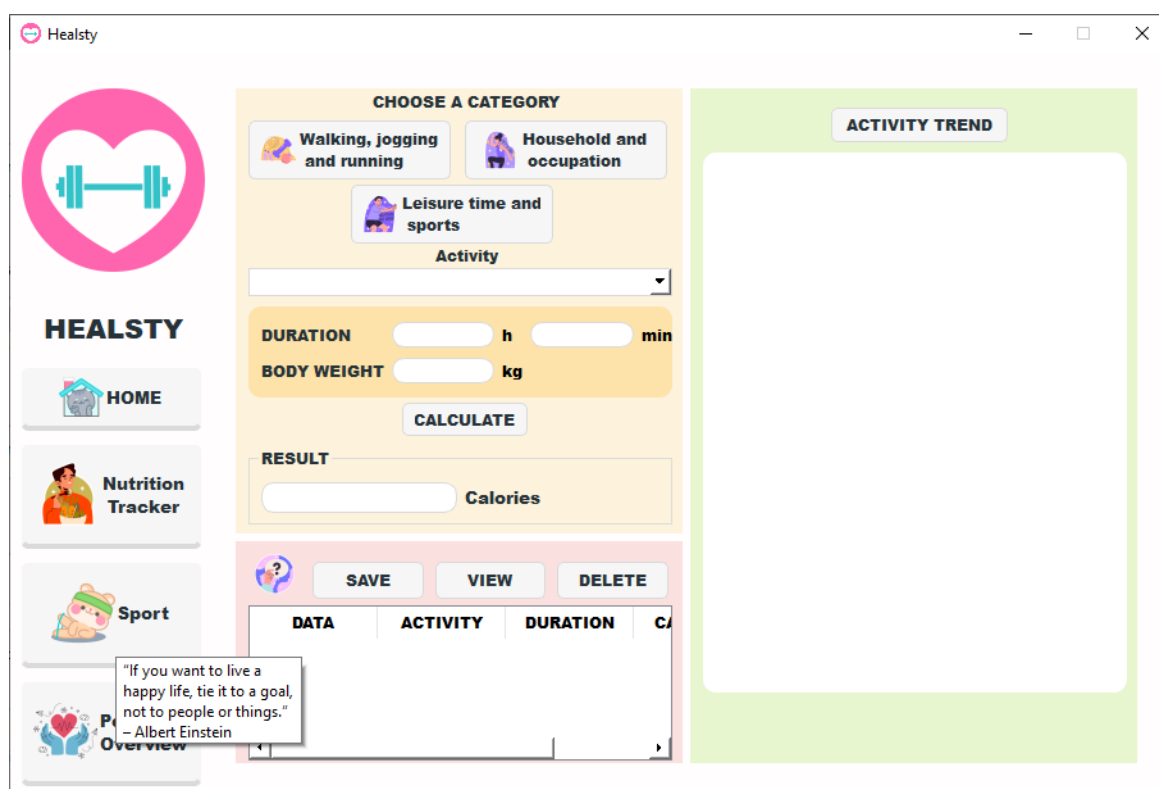 Healsty
HEALSTY
HOME
Nutrition
Tracker
Sport
"If you want to live a
happy life, tie it to a goal,
not to people or things."
– Albert Einstein
Overview
CHOOSE A CATEGORY
Walking, jogging
and running
Household and
occupation
Leisure time and
sports
Activity
DURATION h min
BODY WEIGHT kg
CALCULATE
RESULT
Calories
?
SAVE VIEW DELETE
DATA ACTIVITY DURATION
ACTIVITY TREND